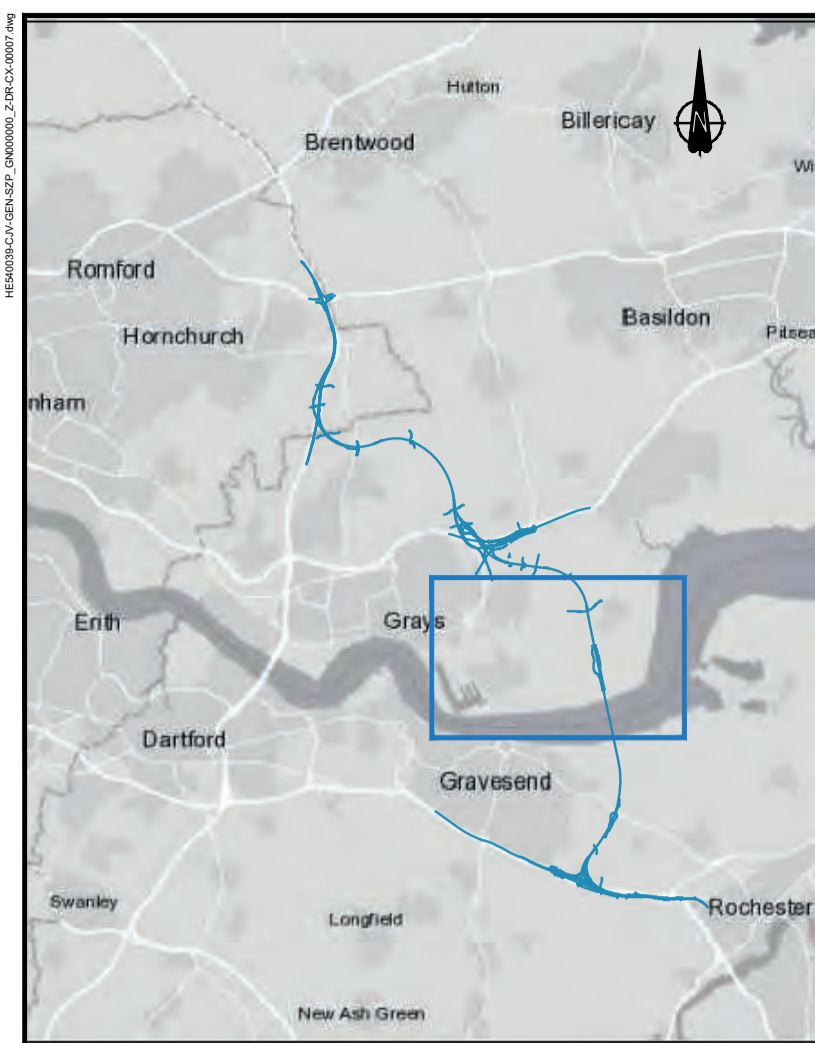 HE540039-CJV-GEN-SZP_GN000000_Z-DR-CX-00007.dwg
Hutton
Billericay
N
Brentwood
Wi
Romford
Basildon
Hornchurch
Pitsea
nham
Erith
Grays
Dartford
Gravesend
Swanley
Rochester
Longfield
New Ash Green